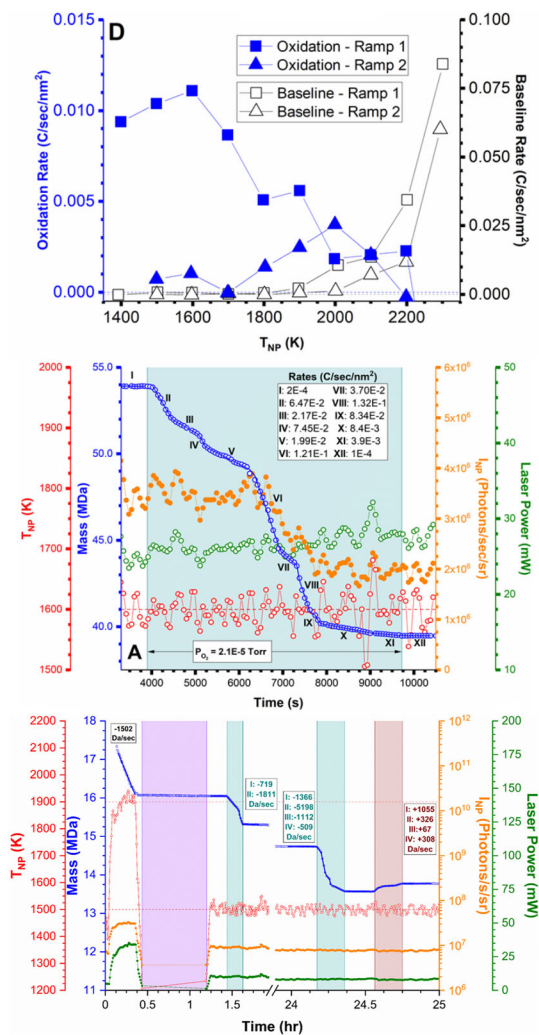 D
Oxidation - Ramp 1
Oxidation - Ramp 2
Baseline - Ramp 1
Baseline - Ramp 2
Oxidation Rate (C/sec/nm²)
0.015
0.010
0.005
0.000
Baseline Rate (C/sec/nm²)
0.100
0.075
0.050
0.025
0.000
1400 1600 1800 2000 2200
T_NP (K)
T_NP (K)
2000
1900
1800
1700
1600
1500
Mass (MDa)
55.0
50.0
45.0
40.0
I
II
III
IV
V
VI
VII
VIII
IX
X
XI
XII
Rates (C/sec/nm²)
I: 2E-4 VII: 3.70E-2
II: 6.47E-2 VIII: 1.32E-1
III: 2.17E-2 IX: 8.34E-2
IV: 7.45E-2 X: 8.4E-3
V: 1.99E-2 XI: 3.9E-3
VI: 1.21E-1 XII: 1E-4
A
P_O₂ = 2.1E-5 Torr
I_NP (Photons/sec/sr)
6x10⁶
5x10⁶
4x10⁶
3x10⁶
2x10⁶
1x10⁶
0
Laser Power (mW)
50
40
30
20
10
4000 5000 6000 7000 8000 9000 10000
Time (s)
T_NP (K)
2200
2100
2000
1900
1800
1700
1600
1500
1400
1300
1200
Mass (MDa)
18
17
16
15
14
13
12
11
-1502
Da/sec
I: -719
II: -1811
Da/sec
I: -1366
II: -5198
III: -1112
IV: -509
Da/sec
I: +1055
II: +326
III: +67
IV: +308
Da/sec
I_NP (Photons/s/sr)
10¹²
10¹¹
10¹⁰
10⁹
10⁸
10⁷
10⁶
Laser Power (mW)
200
175
150
125
100
75
50
25
0
0.0 0.5 1.0 1.5 24 24.5 25
Time (hr)